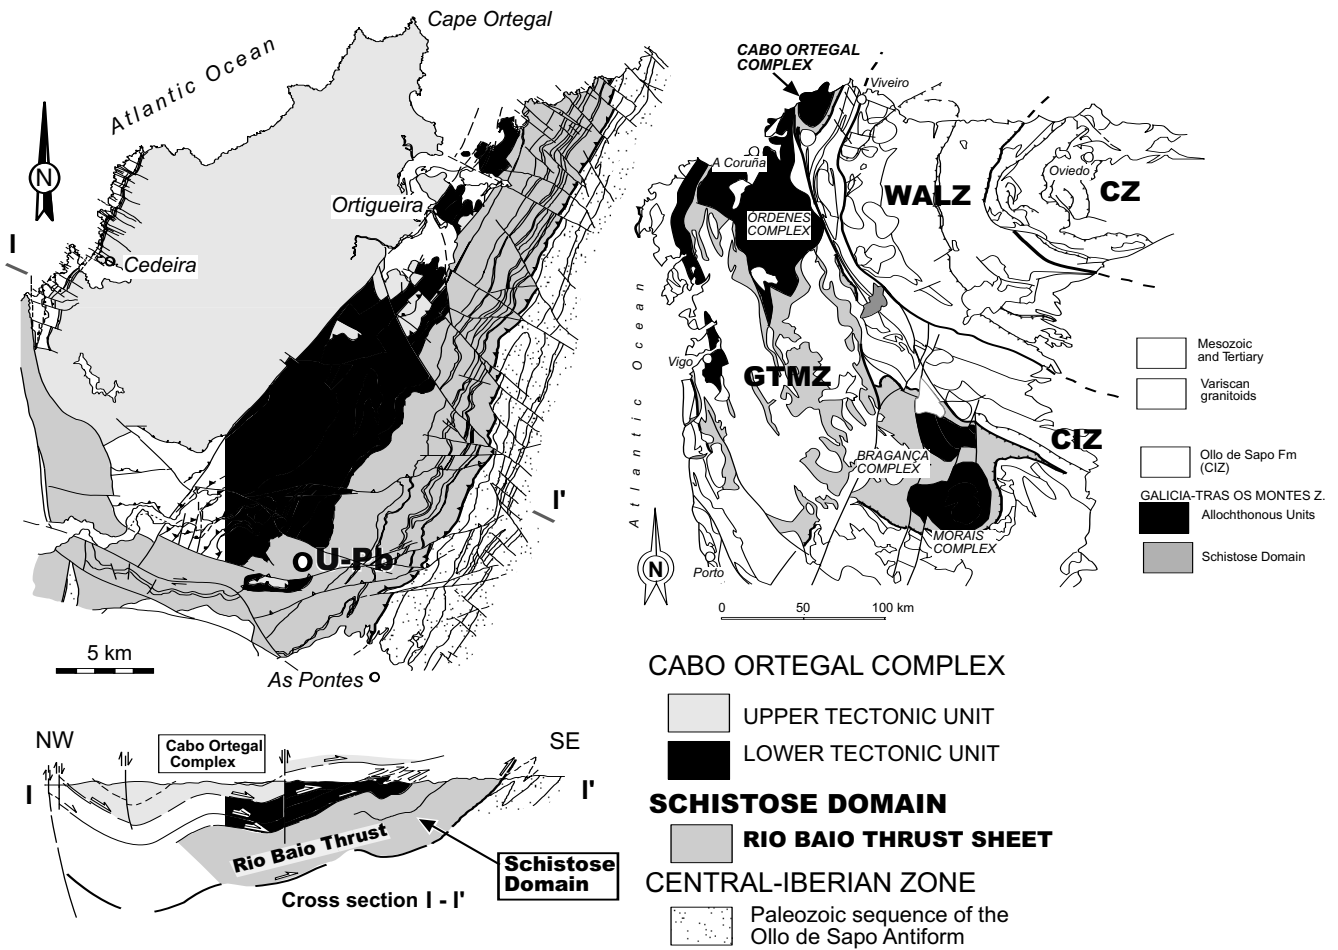 Cape Ortegal
Atlantic Ocean
N
Ortigueira
I
Cedeira
I'
U-Pb
5 km
As Pontes
CABO ORTEGAL
COMPLEX
Viveiro
A Coruña
Oviedo
WALZ
CZ
ÓRDENES
COMPLEX
Atlantic Ocean
Vigo
GTMZ
CIZ
BRAGANÇA
COMPLEX
MORAIS
COMPLEX
N
Porto
0 50 100 km
Mesozoic
and Tertiary
Variscan
granitoids
Ollo de Sapo Fm
(CIZ)
GALICIA-TRAS OS MONTES Z.
Allochthonous Units
Schistose Domain
CABO ORTEGAL COMPLEX
UPPER TECTONIC UNIT
LOWER TECTONIC UNIT
SCHISTOSE DOMAIN
RIO BAIO THRUST SHEET
CENTRAL-IBERIAN ZONE
Paleozoic sequence of the
Ollo de Sapo Antiform
NW
SE
Cabo Ortegal
Complex
I
I'
Rio Baio Thrust
Schistose
Domain
Cross section I - I'